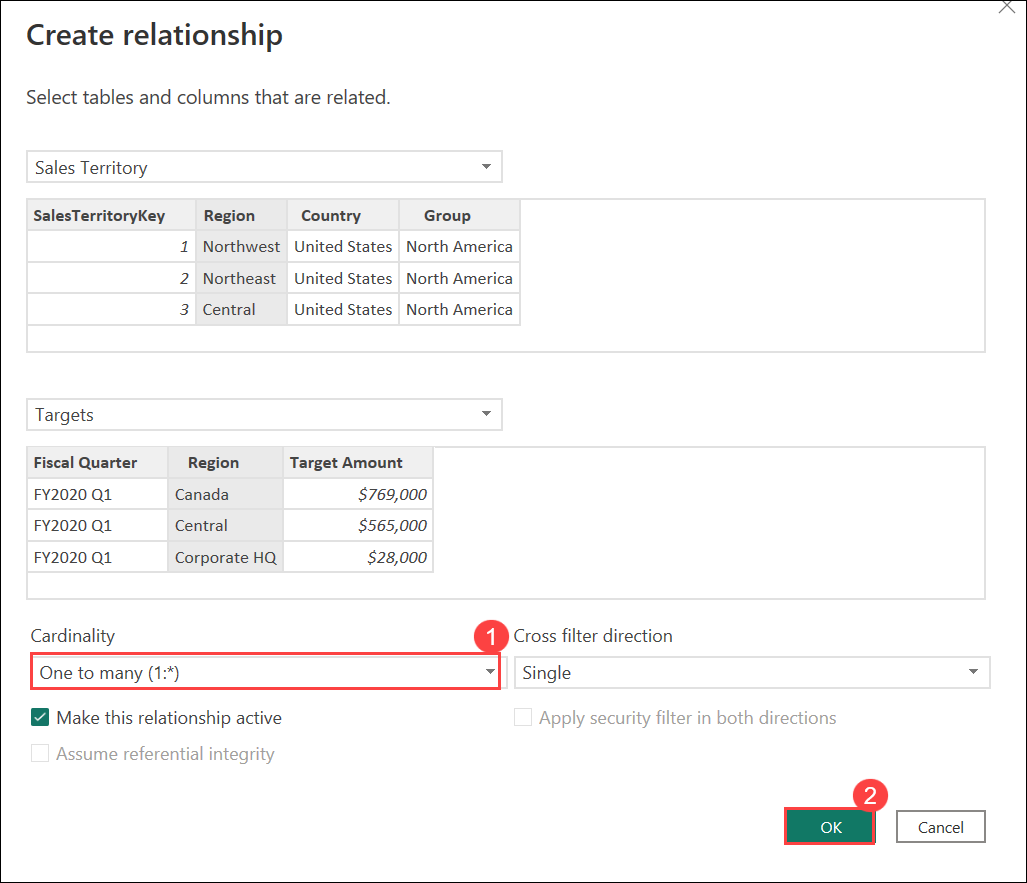 Create relationship
Select tables and columns that are related.
Sales Territory
SalesTerritoryKey Region Country Group
1 Northwest United States North America
2 Northeast United States North America
3 Central United States North America
Targets
Fiscal Quarter Region Target Amount
FY2020 Q1 Canada $769,000
FY2020 Q1 Central $565,000
FY2020 Q1 Corporate HQ $28,000
Cardinality 1 Cross filter direction
One to many (1:*) Single
Make this relationship active Apply security filter in both directions
Assume referential integrity
2
OK Cancel